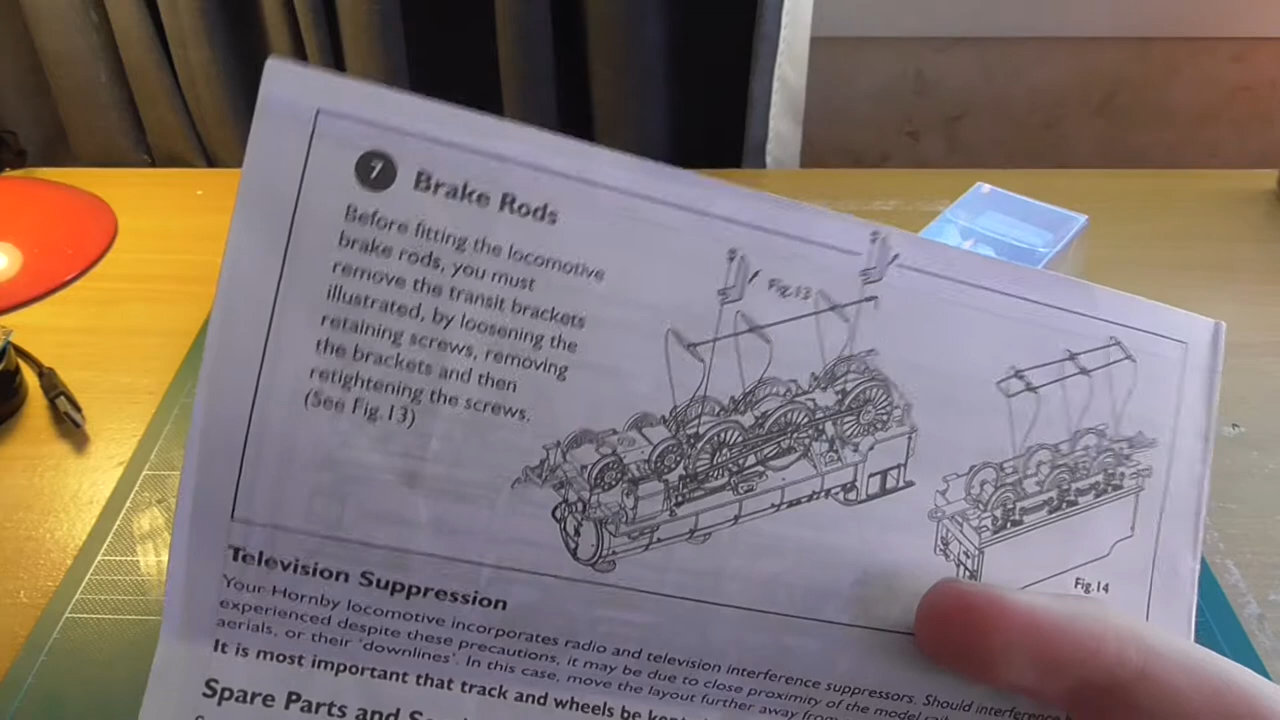 7 Brake Rods
Before fitting the locomotive
brake rods, you must
remove the transit brackets
illustrated, by loosening the
retaining screws, removing
the brackets and then
retightening the screws.
(See Fig.13)
Fig.13
Fig.14
Television Suppression
Your Hornby locomotive incorporates radio and television interference suppressors. Should interference
experienced despite these precautions, it may be due to close proximity of the model
aerials, or their 'downlines'. In this case, move the layout further away from
It is most important that track and wheels be kept
Spare Parts and